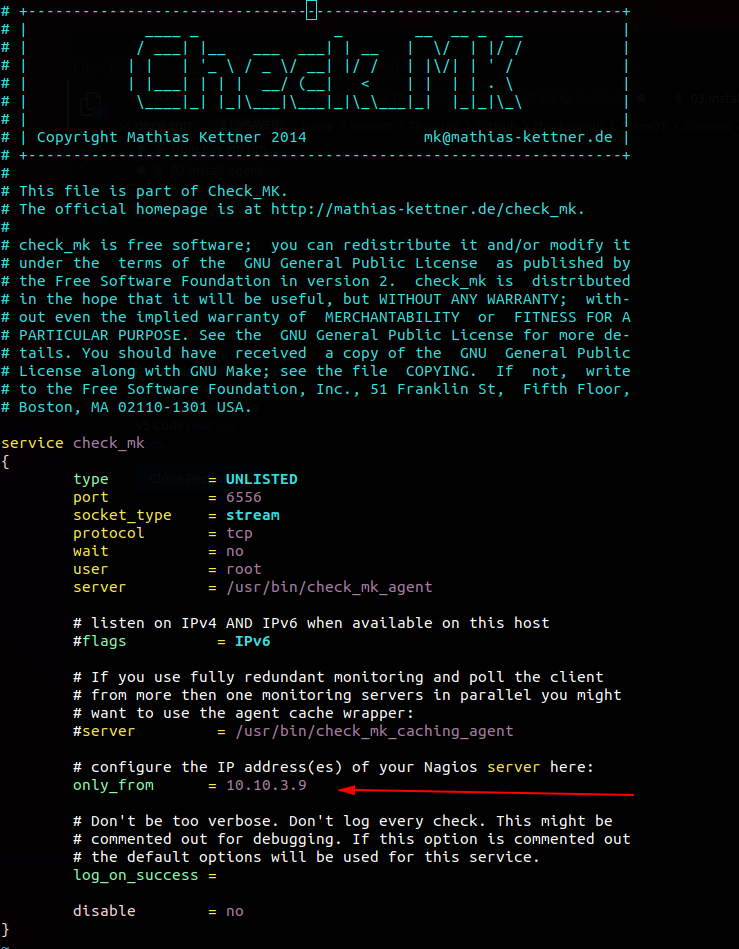 # +------------------------------------------------------------------+
# |             ____ _               _        __  __ _  __           |
# |            / ___| |__   ___  ___| | __   |  \/  | |/ /           |
# |           | |   | '_ \ / _ \/ __| |/ /   | |\/| | ' /            |
# |           | |___| | | |  __/ (__|   <    | |  | | . \            |
# |            \____|_| |_|\___|\___|_|\_\___|_|  |_|_|\_\           |
# |                                                                  |
# | Copyright Mathias Kettner 2014             mk@mathias-kettner.de |
# +------------------------------------------------------------------+
#
# This file is part of Check_MK.
# The official homepage is at http://mathias-kettner.de/check_mk.
#
# check_mk is free software;  you can redistribute it and/or modify it
# under the  terms of the  GNU General Public License  as published by
# the Free Software Foundation in version 2.  check_mk is  distributed
# in the hope that it will be useful, but WITHOUT ANY WARRANTY;  with-
# out even the implied warranty of  MERCHANTABILITY  or  FITNESS FOR A
# PARTICULAR PURPOSE. See the  GNU General Public License for more de-
# tails. You should have  received  a copy of the  GNU  General Public
# License along with GNU Make; see the file  COPYING.  If  not,  write
# to the Free Software Foundation, Inc., 51 Franklin St,  Fifth Floor,
# Boston, MA 02110-1301 USA.

service check_mk
{
        type           = UNLISTED
        port           = 6556
        socket_type    = stream
        protocol       = tcp
        wait           = no
        user           = root
        server         = /usr/bin/check_mk_agent

        # listen on IPv4 AND IPv6 when available on this host
        #flags          = IPv6

        # If you use fully redundant monitoring and poll the client
        # from more then one monitoring servers in parallel you might
        # want to use the agent cache wrapper:
        #server         = /usr/bin/check_mk_caching_agent

        # configure the IP address(es) of your Nagios server here:
        only_from      = 10.10.3.9

        # Don't be too verbose. Don't log every check. This might be
        # commented out for debugging. If this option is commented out
        # the default options will be used for this service.
        log_on_success =

        disable        = no
}
~